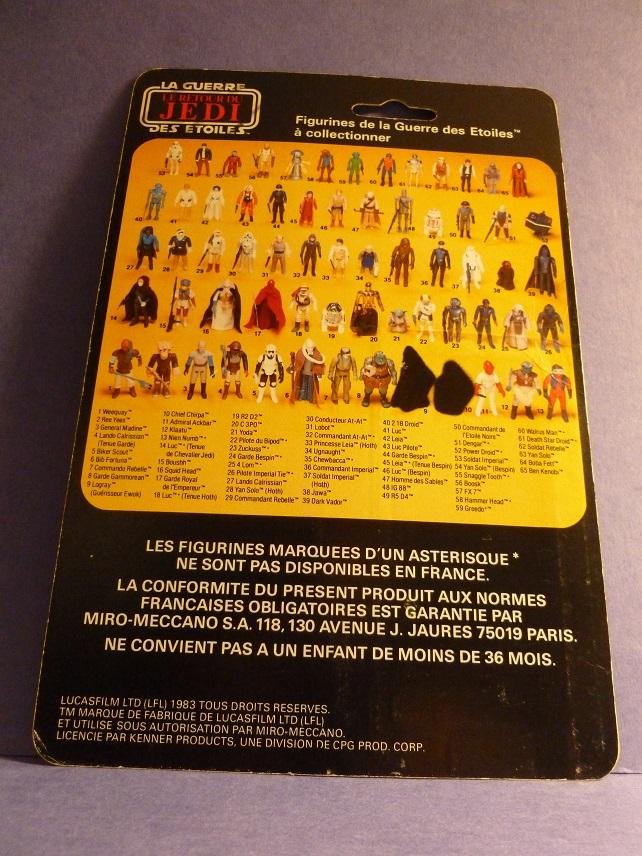 LA GUERRE
LE RETOUR DU
JEDI
DES ETOILES
Figurines de la Guerre des Etoiles™
à collectionner
1 Weequay™
2 Ree Yees™
3 General Madine™
4 Lando Calrissian™
(Tenue Garde)
5 Biker Scout™
6 Bib Fortuna™
7 Commando Rebelle™
8 Garde Gammorean™
9 Logray™
(Guérisseur Ewok)
10 Chief Chirpa™
11 Admiral Ackbar™
12 Klaatu™
13 Nien Numb™*
14 Luc™* (Tenue
de Chevalier Jedi)
15 Boushh™
16 Squid Head™
17 Garde Royal
de l'Empereur™
18 Luc™* (Tenue Hoth)
19 R2 D2™
20 C 3PO™
21 Yoda™
22 Pilote du Bipod™*
23 Zuckuss™
24 Garde Bespin™
25 4 Lom™*
26 Pilote Imperial Tie™*
27 Lando Calrissian™
28 Yan Solo™ (Hoth)
29 Commandant Rebelle™
30 Conducteur At-At™
31 Lobot™
32 Commandant At-At™*
33 Princesse Leia™ (Hoth)
34 Ugnaught™
35 Chewbacca™
36 Commandant Imperial™
37 Soldat Imperial™
(Hoth)
38 Jawa™
39 Dark Vador™
40 2 1B Droid™
41 Luc™
42 Leia™
43 Luc Pilote™
44 Garde Bespin™
45 Leia™* (Tenue Bespin)
46 Luc™ (Bespin)
47 Homme des Sables™
48 IG 88™
49 R5 D4™
50 Commandant de
l'Etoile Noire™
51 Dengar™
52 Power Droid™
53 Soldat Imperial™
54 Yan Solo™ (Bespin)
55 Snaggle Tooth™
56 Bossk™
57 FX 7™
58 Hammer Head™
59 Greedo™
60 Walrus Man™
61 Death Star Droid™
62 Soldat Rebelle™
63 Yan Solo™
64 Boba Fett™
65 Ben Kenobi™
LES FIGURINES MARQUEES D'UN ASTERISQUE *
NE SONT PAS DISPONIBLES EN FRANCE.
LA CONFORMITE DU PRESENT PRODUIT AUX NORMES
FRANCAISES OBLIGATOIRES EST GARANTIE PAR
MIRO-MECCANO S.A. 118, 130 AVENUE J. JAURES 75019 PARIS.
NE CONVIENT PAS A UN ENFANT DE MOINS DE 36 MOIS.
LUCASFILM LTD (LFL) 1983 TOUS DROITS RESERVES.
TM MARQUE DE FABRIQUE DE LUCASFILM LTD (LFL)
ET UTILISE SOUS AUTORISATION PAR MIRO-MECCANO.
LICENCIE PAR KENNER PRODUCTS, UNE DIVISION DE CPG PROD. CORP.